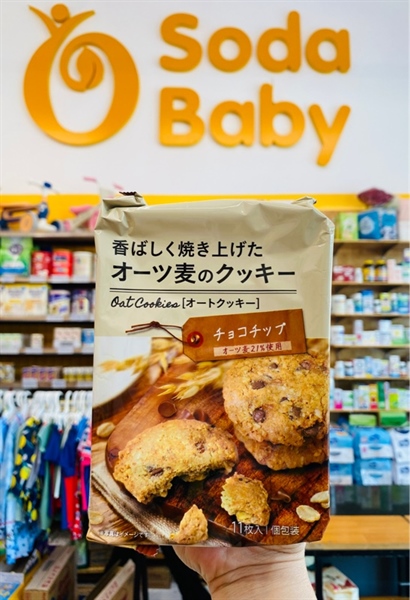 Soda
Baby
香ばしく焼き上げた
オーツ麦のクッキー
Oat Cookies [オートクッキー]
チョコチップ
オーツ麦21%使用
11枚入 個包装